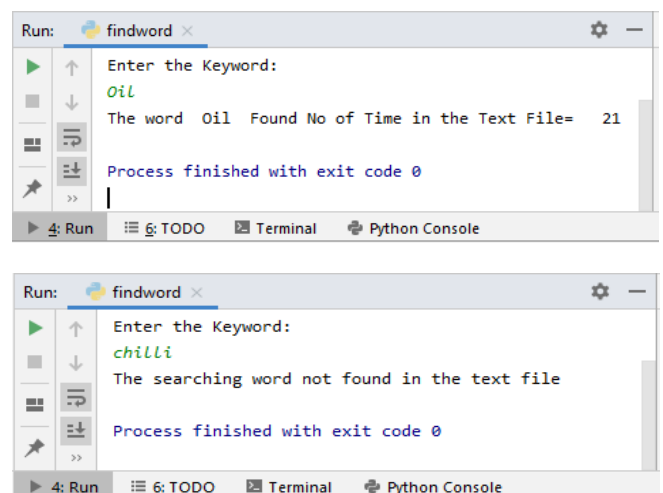 Run: findword
Enter the Keyword:
Oil
The word  Oil  Found No of Time in the Text File=   21
Process finished with exit code 0
4: Run 6: TODO Terminal Python Console
Run: findword
Enter the Keyword:
chilli
The searching word not found in the text file
Process finished with exit code 0
4: Run 6: TODO Terminal Python Console